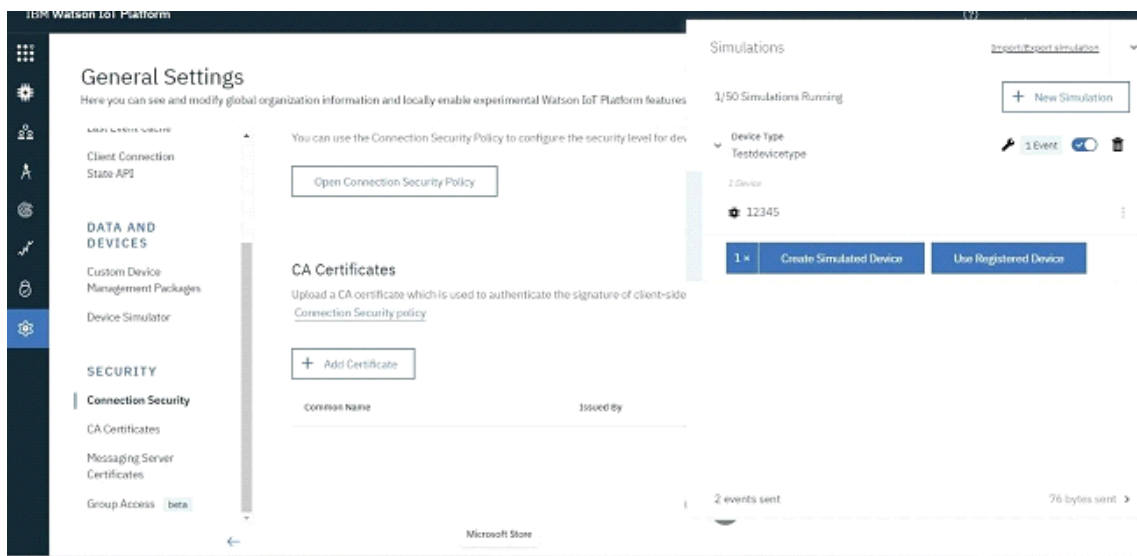 IBM Watson IoT Platform
General Settings
Here you can see and modify global organization information and locally enable experimental Watson IoT Platform features
Last Event Cache
Client Connection
State API
DATA AND
DEVICES
Custom Device
Management Packages
Device Simulator
SECURITY
Connection Security
CA Certificates
Messaging Server
Certificates
Group Access beta
You can use the Connection Security Policy to configure the security level for dev
Open Connection Security Policy
CA Certificates
Upload a CA certificate which is used to authenticate the signature of client-side
Connection Security policy
+ Add Certificate
Common Name Issued By
Microsoft Store
Simulations Import/Export simulation
1/50 Simulations Running + New Simulation
Device Type
Testdevicetype
1 Event
1 Device
12345
1 × Create Simulated Device Use Registered Device
2 events sent 76 bytes sent >